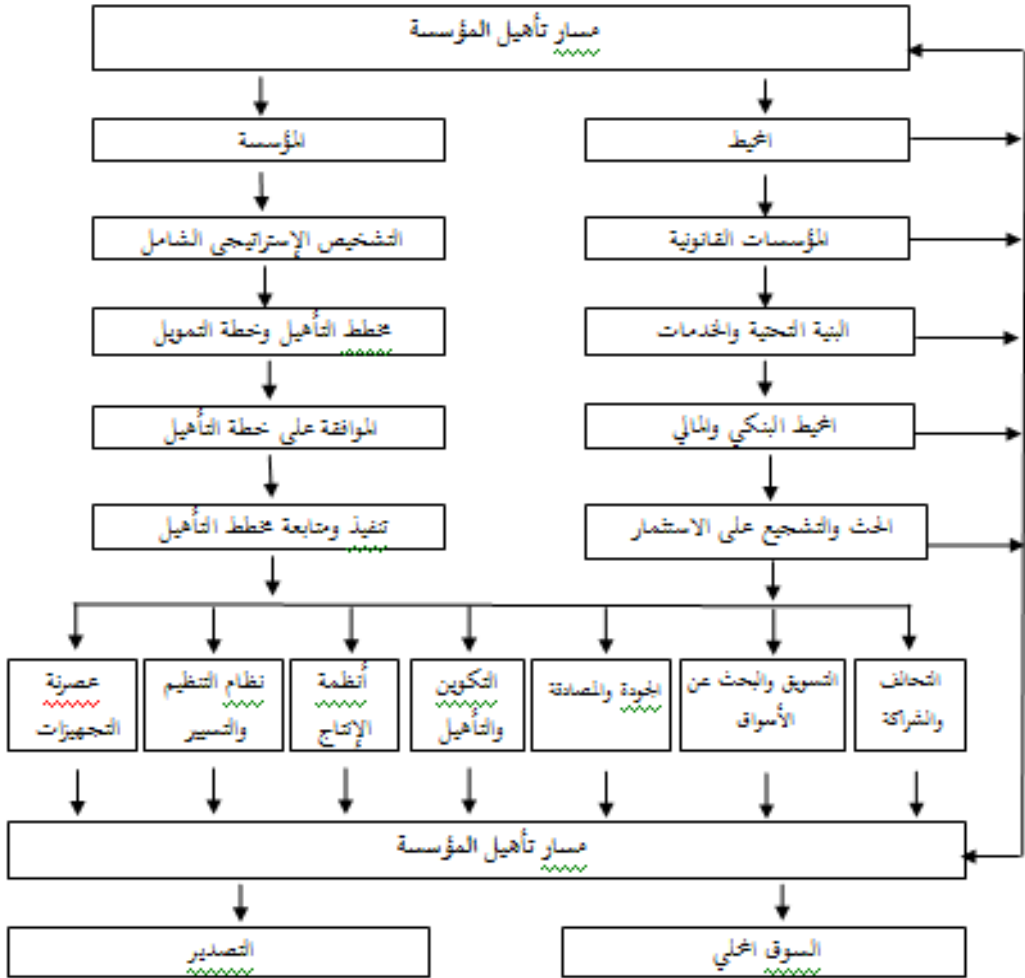 مسار تأهيل المؤسسة
المحيط
المؤسسة
المؤسسات القانونية
التشخيص الإستراتيجي الشامل
البنية التحتية والخدمات
مخطط التأهيل وخطة التمويل
المحيط البنكي والمالي
الموافقة على خطة التأهيل
الحث والتشجيع على الاستثمار
تنفيذ ومتابعة مخطط التأهيل
التحالف
والشراكة
التسويق والبحث عن
الأسواق
الجودة والمصادقة
التكوين
والتأهيل
أنظمة
الإنتاج
نظام التنظيم
والتسيير
عصرنة
التجهيزات
مسار تأهيل المؤسسة
السوق المحلي
التصدير